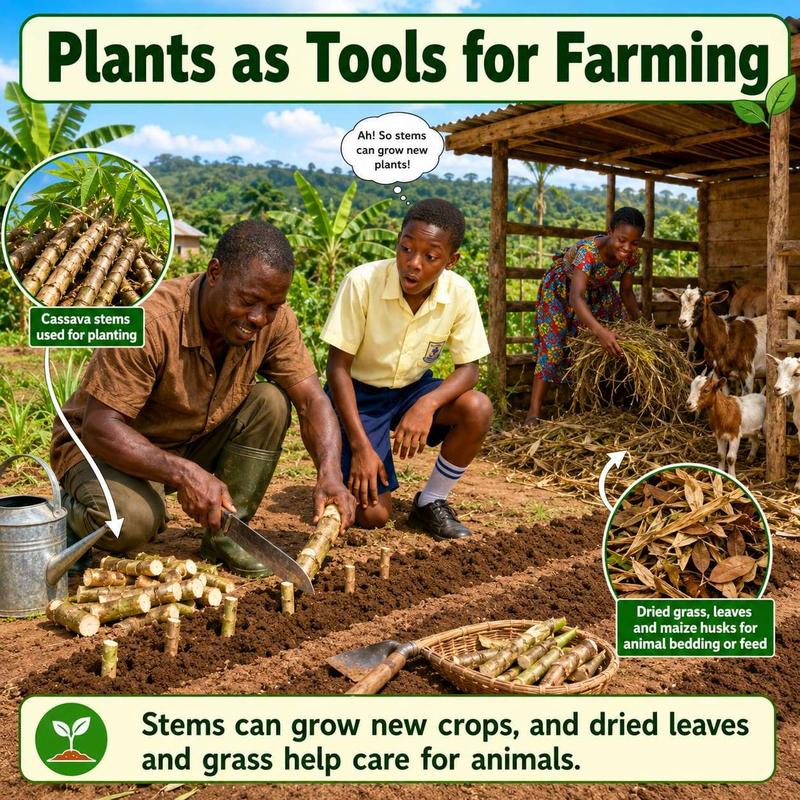 Plants as Tools for Farming
Ah! So stems
can grow new
plants!
Cassava stems
used for planting
Dried grass, leaves
and maize husks for
animal bedding or feed
Stems can grow new crops, and dried leaves
and grass help care for animals.